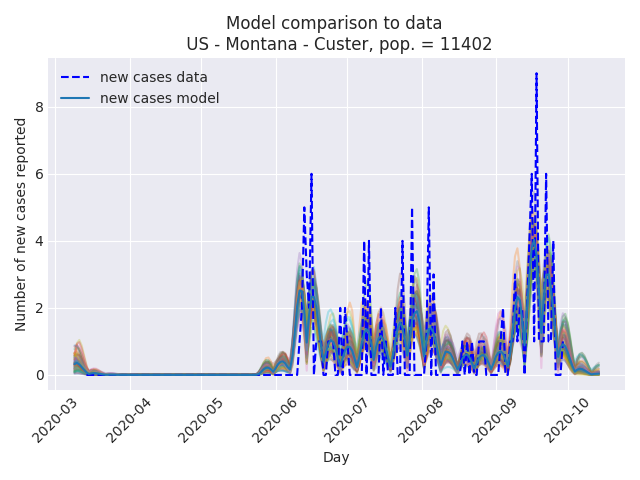 Model comparison to data
US - Montana - Custer, pop. = 11402
new cases data
new cases model
Number of new cases reported
8
6
4
2
0
2020-03
2020-04
2020-05
2020-06
2020-07
2020-08
2020-09
2020-10
Day